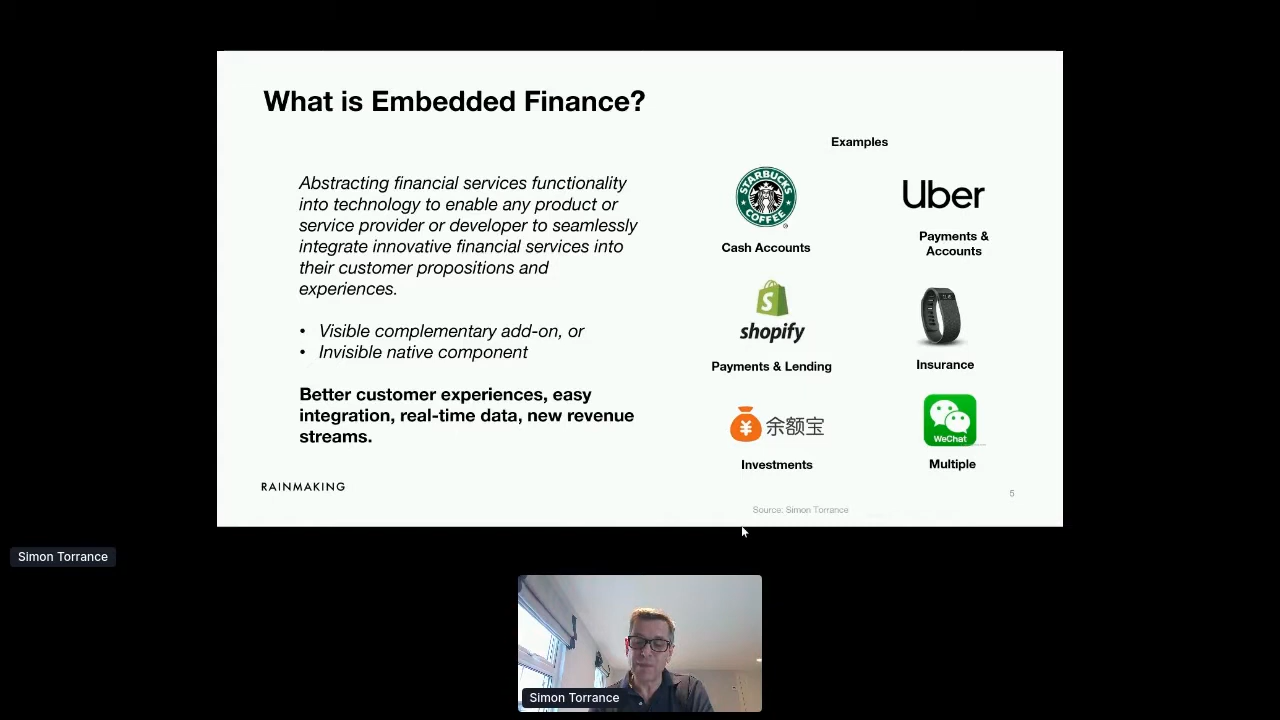 What is Embedded Finance?
Abstracting financial services functionality
into technology to enable any product or
service provider or developer to seamlessly
integrate innovative financial services into
their customer propositions and
experiences.
• Visible complementary add-on, or
• Invisible native component
Better customer experiences, easy
integration, real-time data, new revenue
streams.
RAINMAKING
Examples
STARBUCKS
COFFEE
®
Cash Accounts
Uber
Payments &
Accounts
S
shopify
Payments & Lending
Insurance
¥ 余额宝
Investments
WeChat
Multiple
5
Source: Simon Torrance
Simon Torrance
Simon Torrance